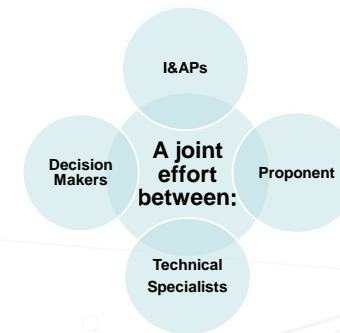 I&APs
Decision
Makers
A joint
effort
between:
Proponent
Technical
Specialists